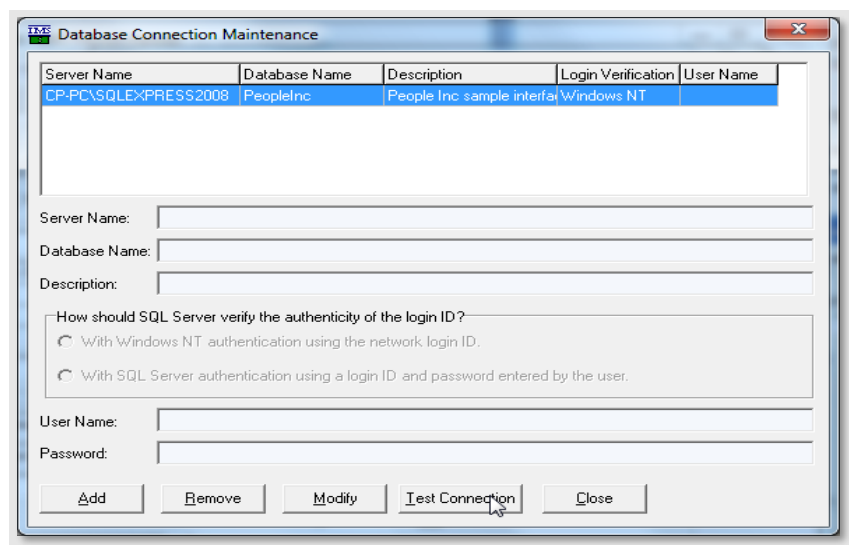 IMS Database Connection Maintenance
Server Name Database Name Description Login Verification User Name
CP-PC\SQLEXPRESS2008 PeopleInc People Inc sample interfa Windows NT
Server Name:
Database Name:
Description:
How should SQL Server verify the authenticity of the login ID?
With Windows NT authentication using the network login ID.
With SQL Server authentication using a login ID and password entered by the user.
User Name:
Password:
Add Remove Modify Test Connection Close